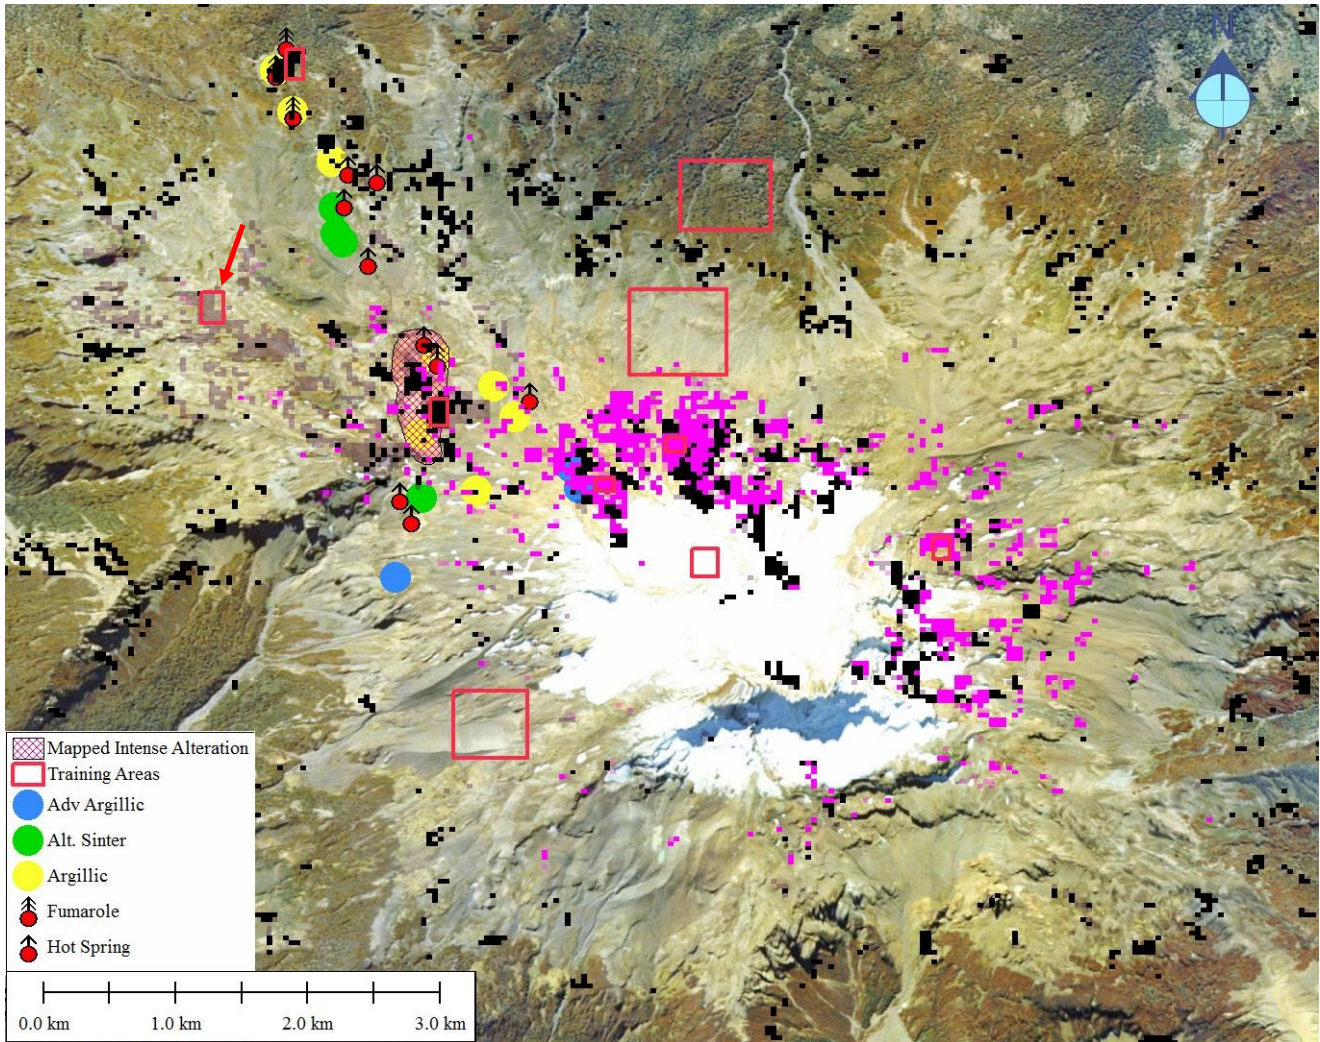 N
Mapped Intense Alteration
Training Areas
Adv Argillic
Alt. Sinter
Argillic
Fumarole
Hot Spring
0.0 km 1.0 km 2.0 km 3.0 km